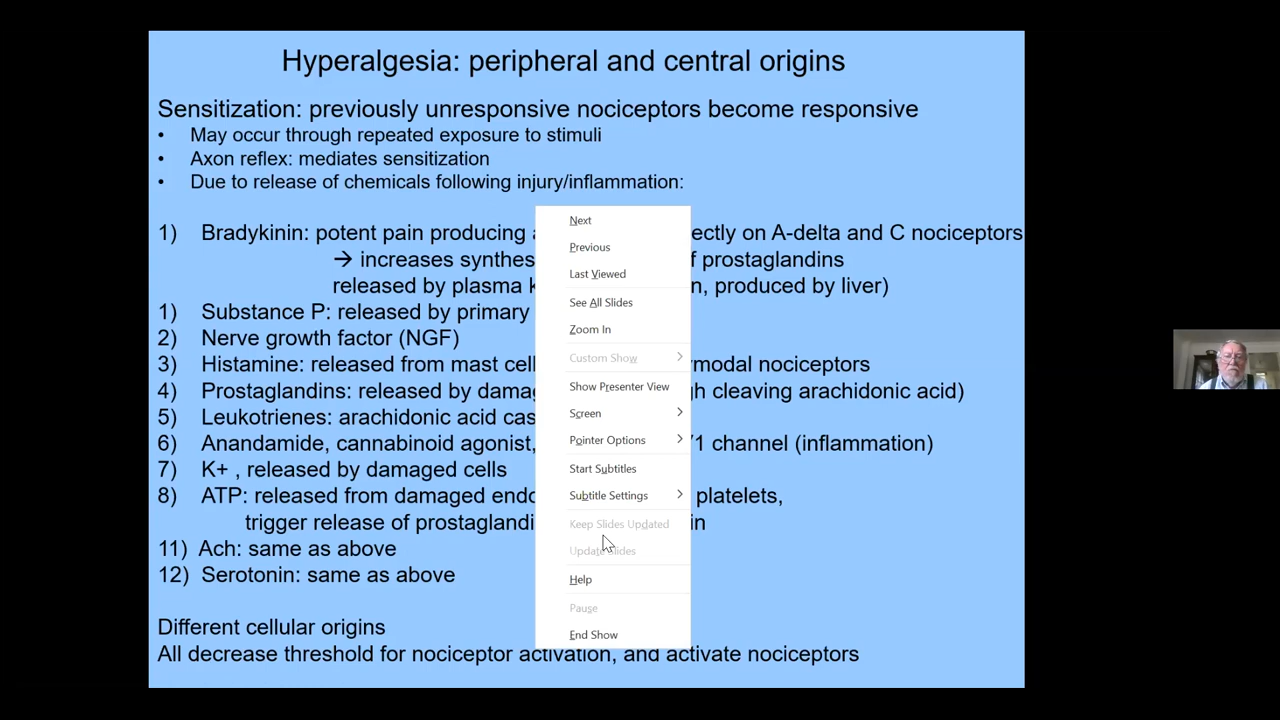 Hyperalgesia: peripheral and central origins
Sensitization: previously unresponsive nociceptors become responsive
• May occur through repeated exposure to stimuli
• Axon reflex: mediates sensitization
• Due to release of chemicals following injury/inflammation:
1) Bradykinin: potent pain producing ectly on A-delta and C nociceptors
→ increases synthes f prostaglandins
released by plasma k n, produced by liver)
1) Substance P: released by primary
2) Nerve growth factor (NGF)
3) Histamine: released from mast cel ymodal nociceptors
4) Prostaglandins: released by damag gh cleaving arachidonic acid)
5) Leukotrienes: arachidonic acid cas
6) Anandamide, cannabinoid agonist, /1 channel (inflammation)
7) K+ , released by damaged cells
8) ATP: released from damaged endo platelets,
trigger release of prostaglandi in
11) Ach: same as above
12) Serotonin: same as above
Different cellular origins
All decrease threshold for nociceptor activation, and activate nociceptors
Next
Previous
Last Viewed
See All Slides
Zoom In
Custom Show
Show Presenter View
Screen
Pointer Options
Start Subtitles
Subtitle Settings
Keep Slides Updated
Update Slides
Help
Pause
End Show